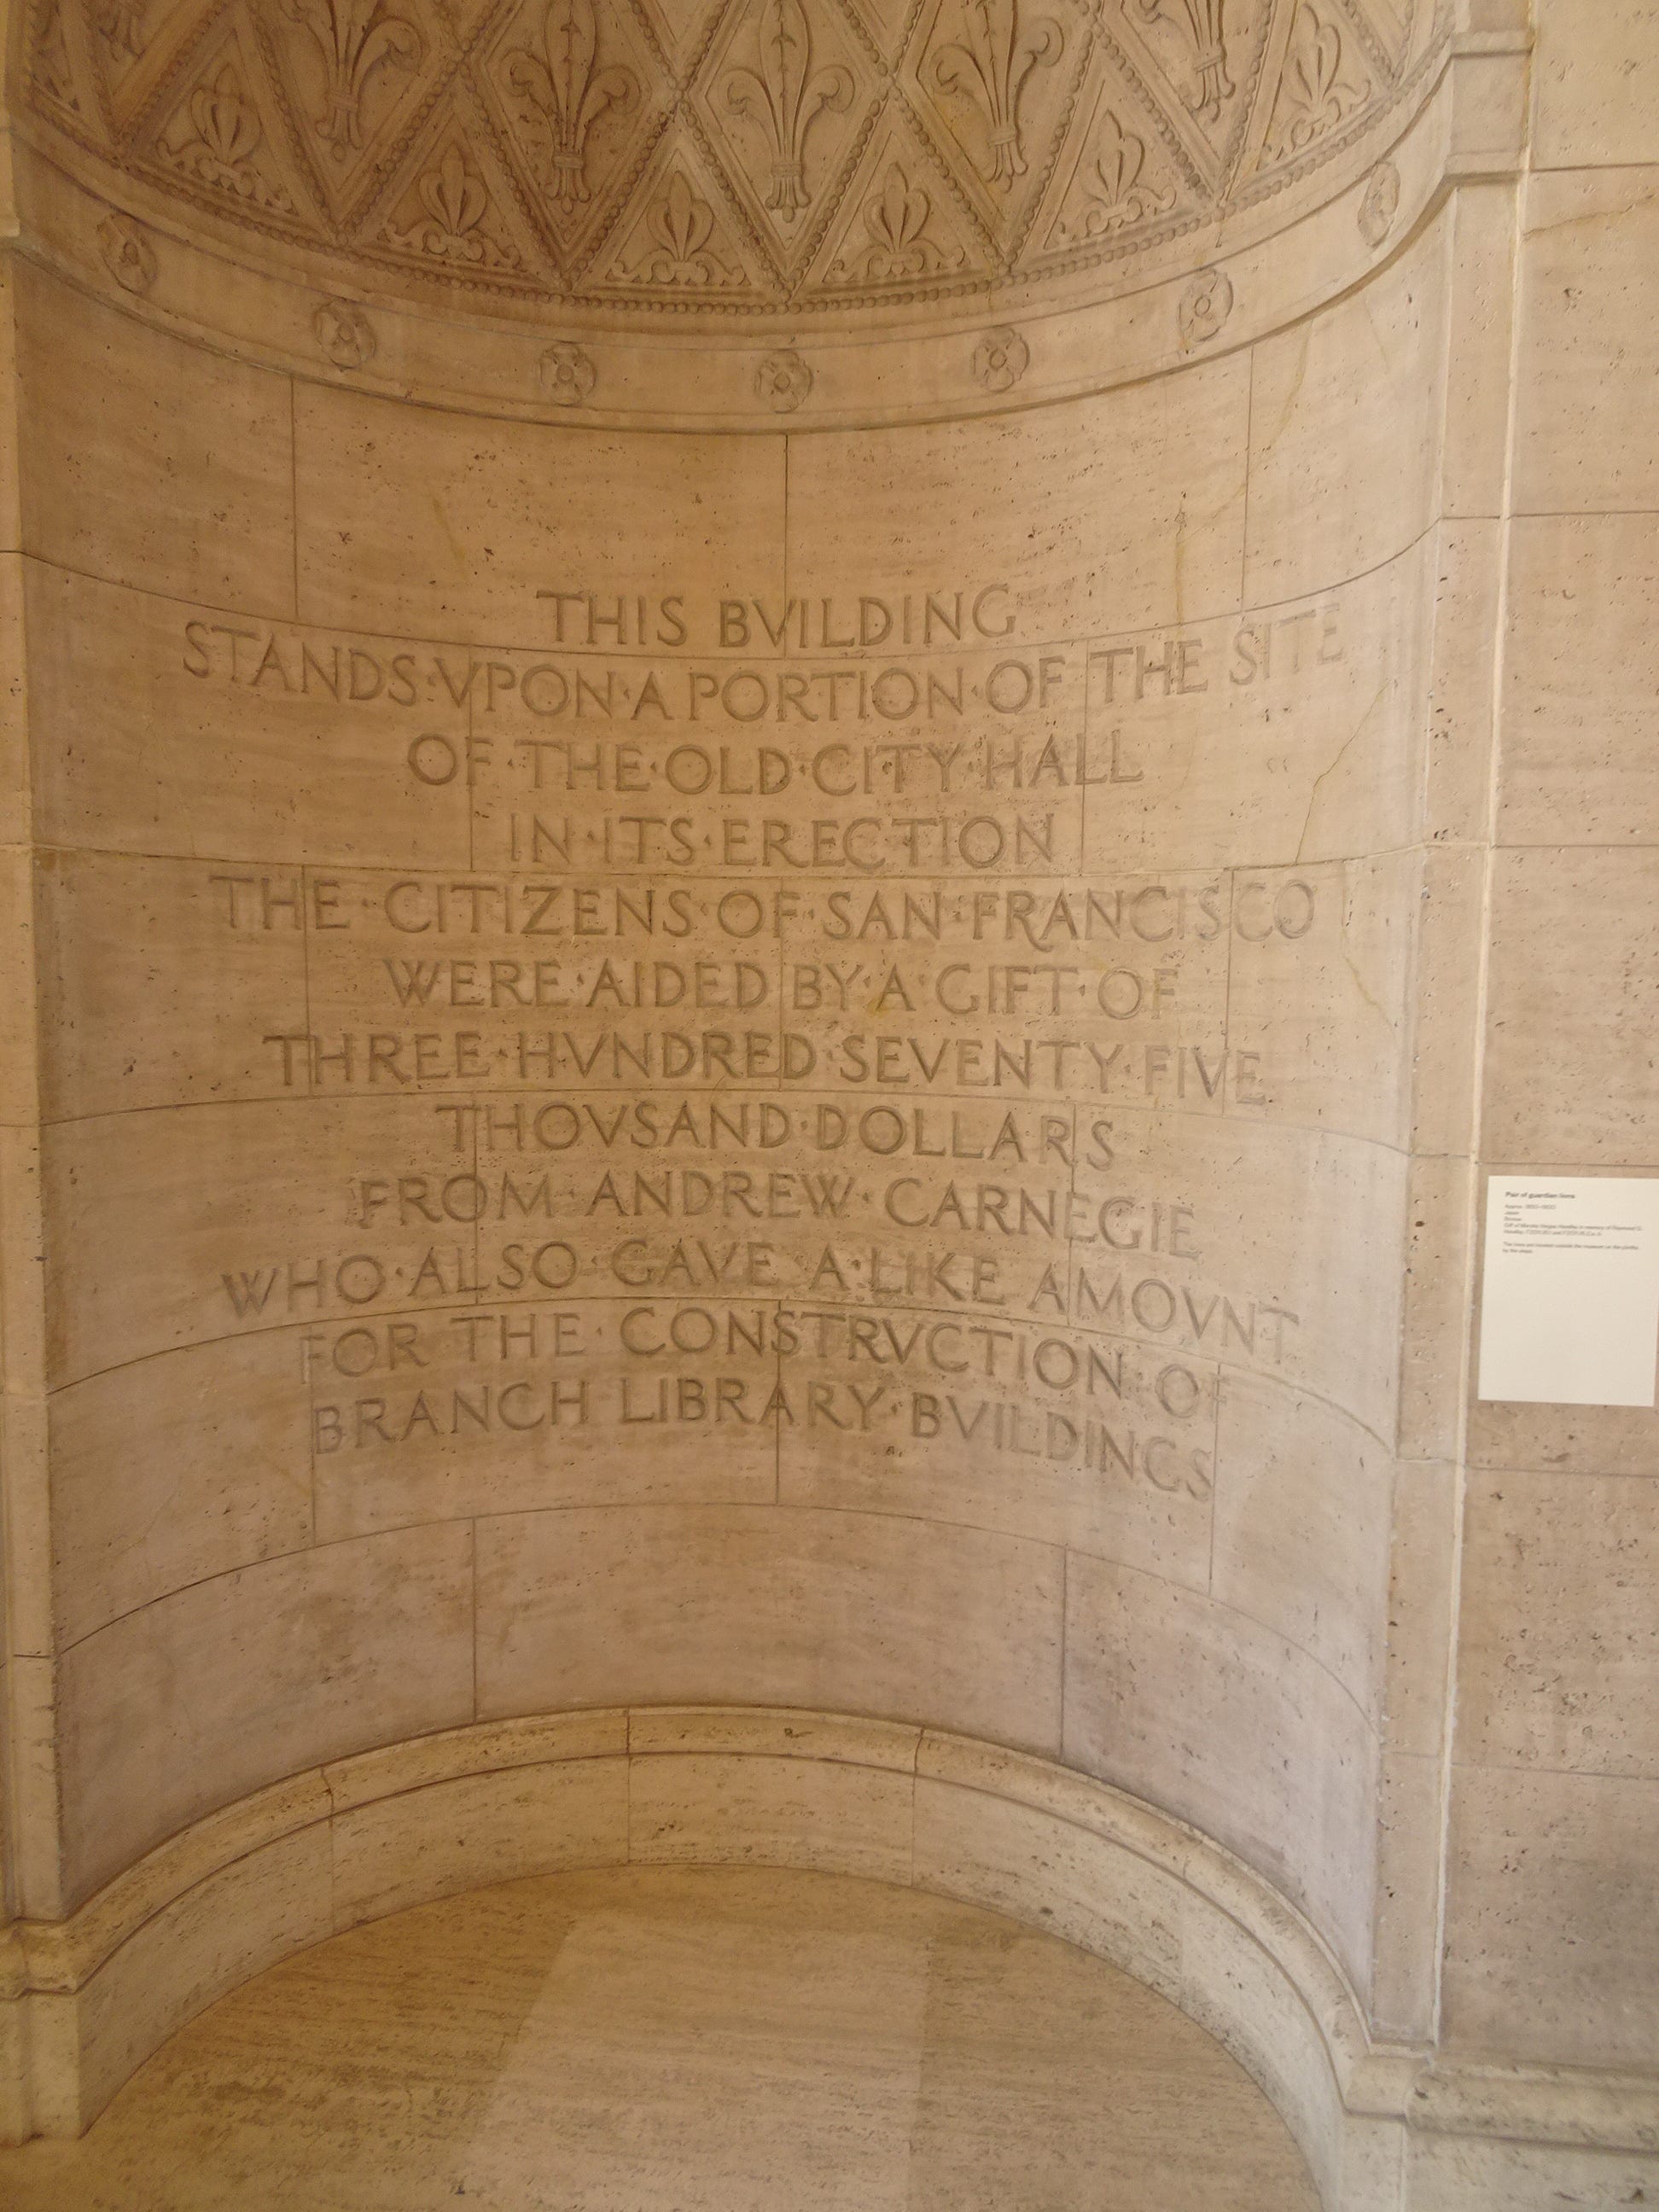 THIS BVILDING
STANDS·VPON·A PORTION·OF THE SITE
OF·THE·OLD·CITY·HALL
IN·ITS·ERECTION
THE·CITIZENS·OF·SAN·FRANCISCO
WERE·AIDED BY·A·GIFT·OF
THREE·HVNDRED SEVENTY·FIVE
THOVSAND·DOLLARS
FROM·ANDREW·CARNEGIE
WHO·ALSO·GAVE·A·LIKE AMOVNT
FOR THE·CONSTRVCTION·OF
BRANCH LIBRARY·BVILDINGS
Pair of guardian lions